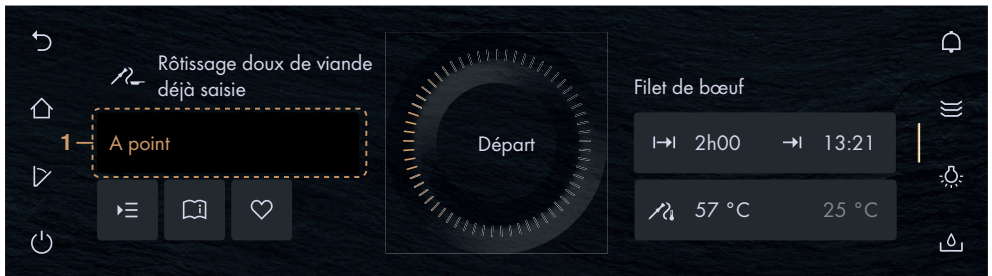 Rôtissage doux de viande
déjà saisie
1
A point
Départ
Filet de bœuf
2h00
13:21
57 °C
25 °C